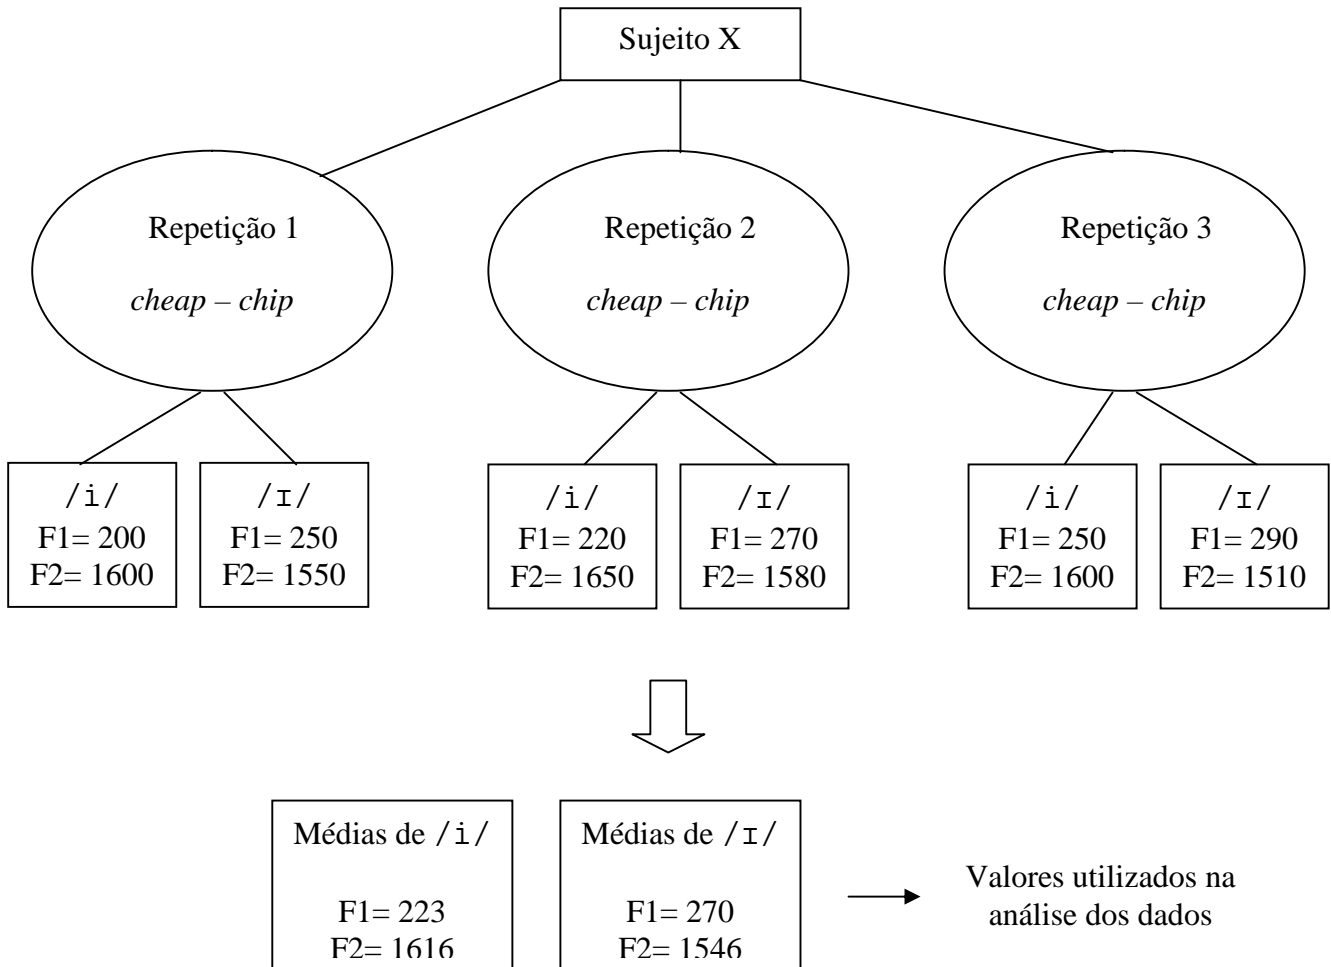 Sujeito X
Repetição 1
cheap – chip
Repetição 2
cheap – chip
Repetição 3
cheap – chip
/i/
F1= 200
F2= 1600
/ɪ/
F1= 250
F2= 1550
/i/
F1= 220
F2= 1650
/ɪ/
F1= 270
F2= 1580
/i/
F1= 250
F2= 1600
/ɪ/
F1= 290
F2= 1510
Médias de /i/
F1= 223
F2= 1616
Médias de /ɪ/
F1= 270
F2= 1546
Valores utilizados na
análise dos dados